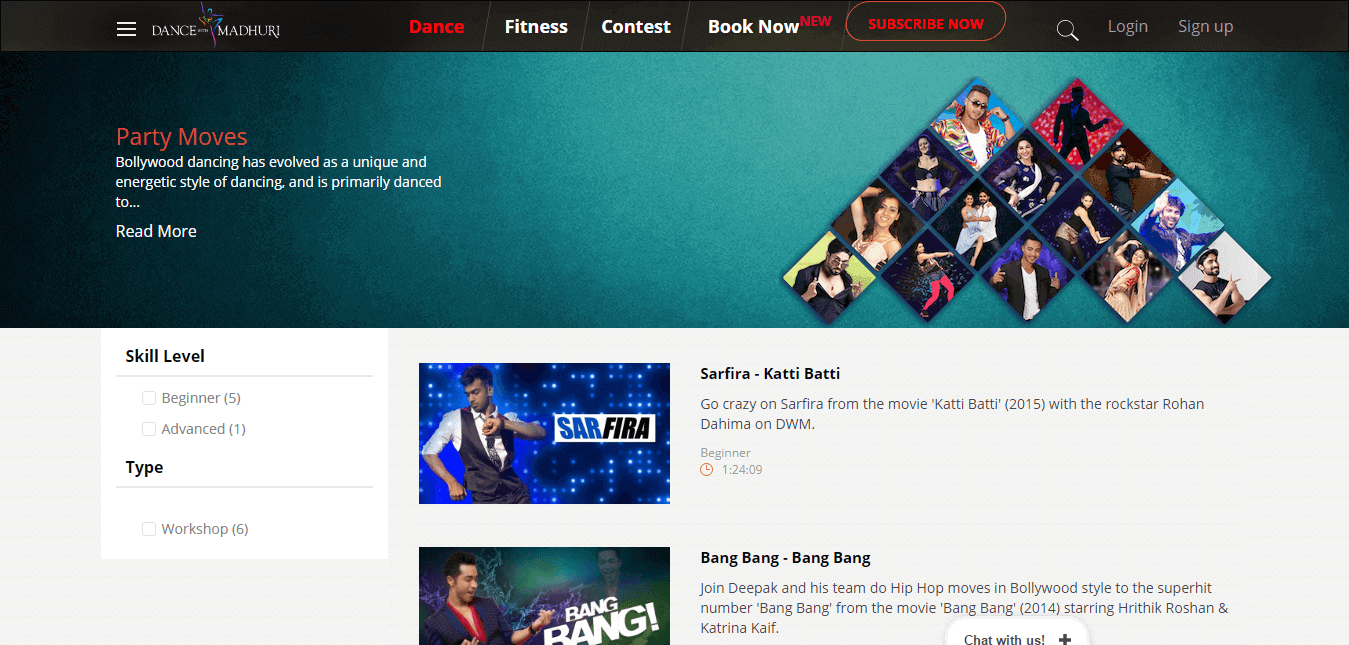 DANCE WITH MADHURI
Dance
Fitness
Contest
Book Now NEW
SUBSCRIBE NOW
Login
Sign up
Party Moves
Bollywood dancing has evolved as a unique and
energetic style of dancing, and is primarily danced
to...
Read More
Skill Level
Beginner (5)
Advanced (1)
Type
Workshop (6)
SARFIRA
Sarfira - Katti Batti
Go crazy on Sarfira from the movie 'Katti Batti' (2015) with the rockstar Rohan
Dahima on DWM.
Beginner
1:24:09
BANG
BANG!
Bang Bang - Bang Bang
Join Deepak and his team do Hip Hop moves in Bollywood style to the superhit
number 'Bang Bang' from the movie 'Bang Bang' (2014) starring Hrithik Roshan &
Katrina Kaif.
Chat with us! +